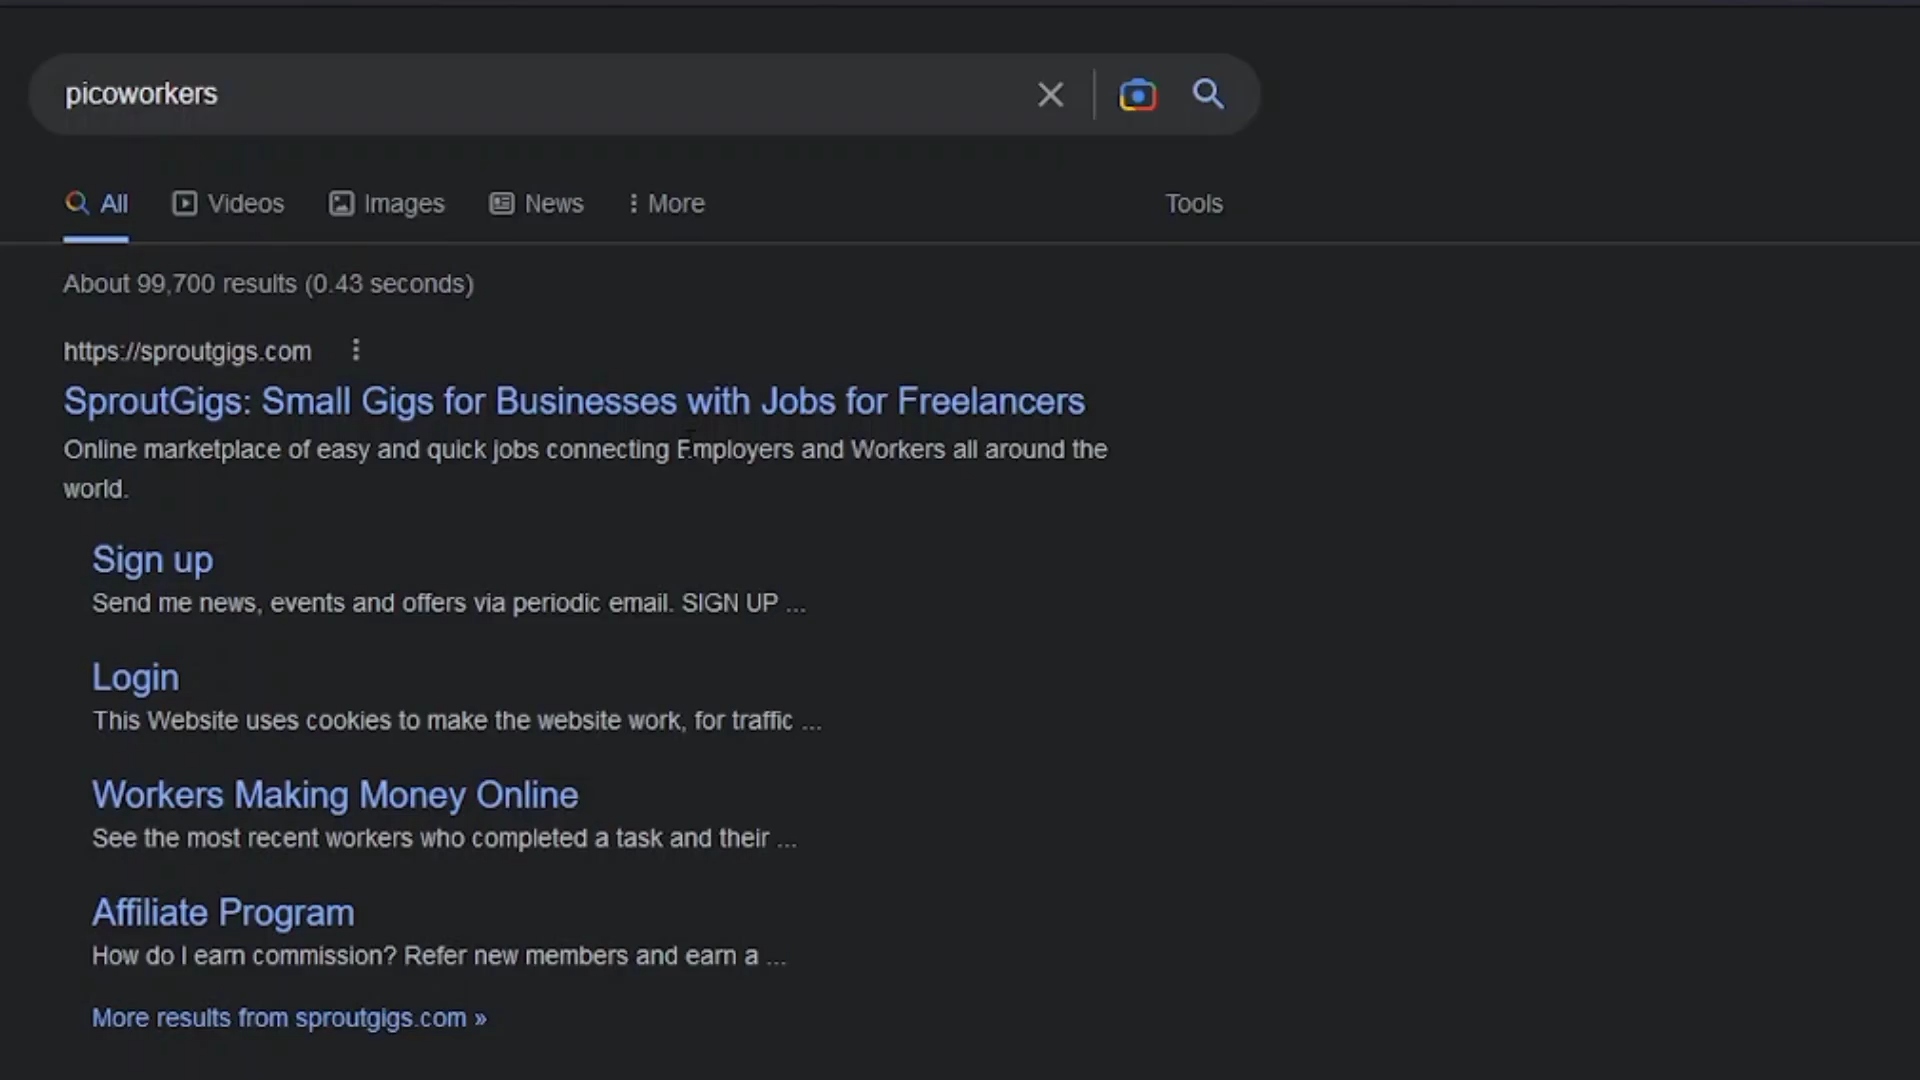 picoworkers
All Videos Images News More Tools
About 99,700 results (0.43 seconds)
https://sproutgigs.com
SproutGigs: Small Gigs for Businesses with Jobs for Freelancers
Online marketplace of easy and quick jobs connecting Employers and Workers all around the
world.
Sign up
Send me news, events and offers via periodic email. SIGN UP ...
Login
This Website uses cookies to make the website work, for traffic ...
Workers Making Money Online
See the most recent workers who completed a task and their ...
Affiliate Program
How do I earn commission? Refer new members and earn a ...
More results from sproutgigs.com »